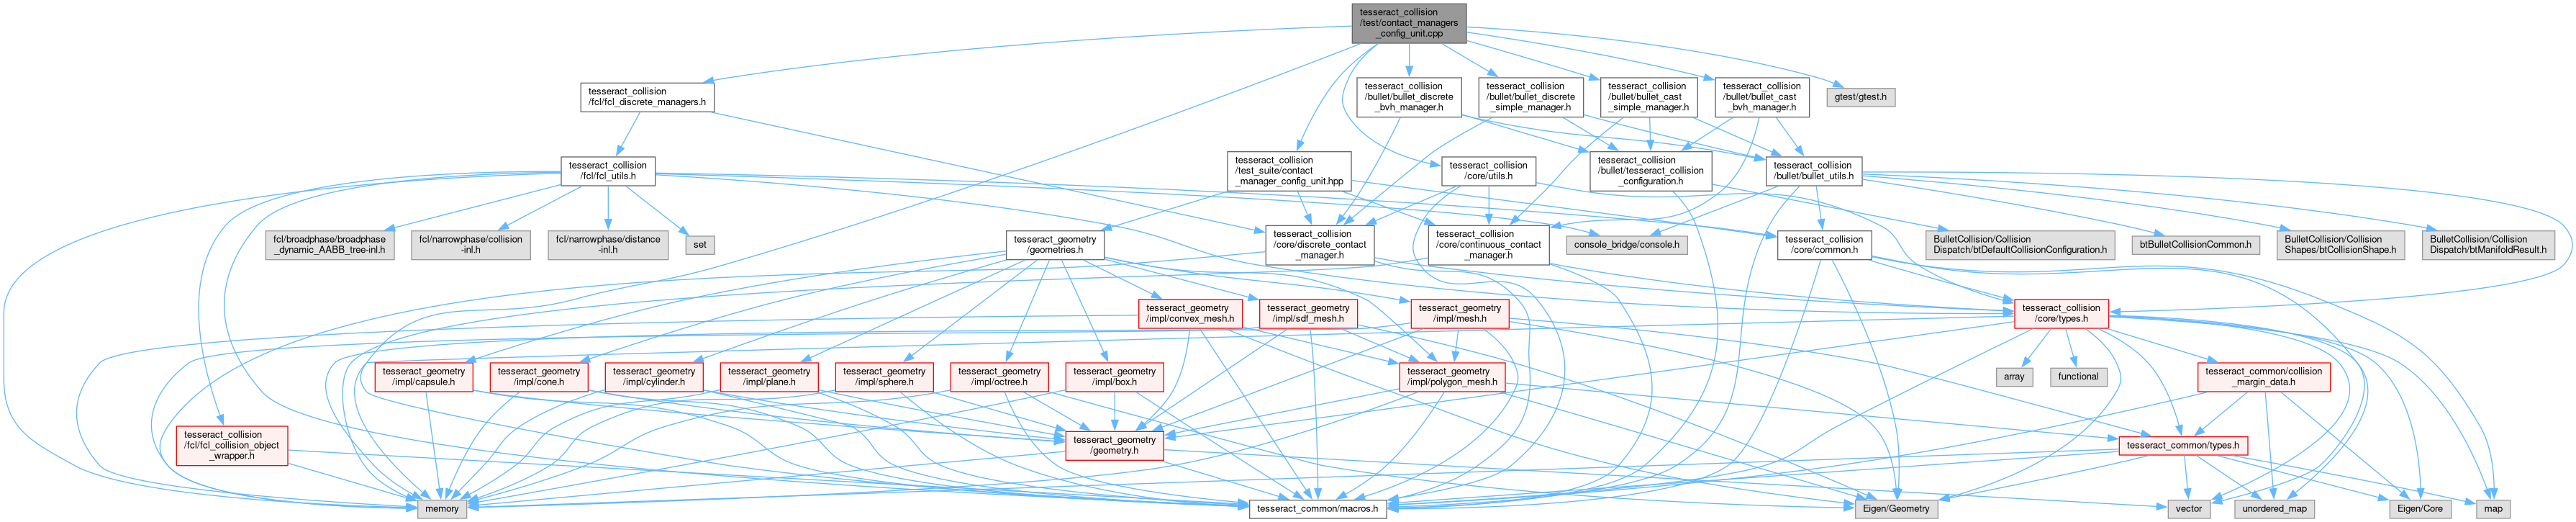 tesseract_collision
/test/contact_managers
_config_unit.cpp
tesseract_collision
/fcl/fcl_discrete_managers.h
tesseract_collision
/bullet/bullet_discrete
_bvh_manager.h
tesseract_collision
/bullet/bullet_discrete
_simple_manager.h
tesseract_collision
/bullet/bullet_cast
_simple_manager.h
tesseract_collision
/bullet/bullet_cast
_bvh_manager.h
gtest/gtest.h
tesseract_collision
/fcl/fcl_utils.h
tesseract_collision
/test_suite/contact
_manager_config_unit.hpp
tesseract_collision
/core/utils.h
tesseract_collision
/bullet/tesseract_collision
_configuration.h
tesseract_collision
/bullet/bullet_utils.h
fcl/broadphase/broadphase
_dynamic_AABB_tree-inl.h
fcl/narrowphase/collision
-inl.h
fcl/narrowphase/distance
-inl.h
set
tesseract_geometry
/geometries.h
tesseract_collision
/core/discrete_contact
_manager.h
tesseract_collision
/core/continuous_contact
_manager.h
console_bridge/console.h
tesseract_collision
/core/common.h
BulletCollision/Collision
Dispatch/btDefaultCollisionConfiguration.h
btBulletCollisionCommon.h
BulletCollision/Collision
Shapes/btCollisionShape.h
BulletCollision/Collision
Dispatch/btManifoldResult.h
tesseract_geometry
/impl/convex_mesh.h
tesseract_geometry
/impl/sdf_mesh.h
tesseract_geometry
/impl/mesh.h
tesseract_collision
/core/types.h
tesseract_geometry
/impl/capsule.h
tesseract_geometry
/impl/cone.h
tesseract_geometry
/impl/cylinder.h
tesseract_geometry
/impl/plane.h
tesseract_geometry
/impl/sphere.h
tesseract_geometry
/impl/octree.h
tesseract_geometry
/impl/box.h
tesseract_geometry
/impl/polygon_mesh.h
array
functional
tesseract_common/collision
_margin_data.h
tesseract_collision
/fcl/fcl_collision_object
_wrapper.h
tesseract_geometry
/geometry.h
tesseract_common/types.h
memory
tesseract_common/macros.h
Eigen/Geometry
vector
unordered_map
Eigen/Core
map